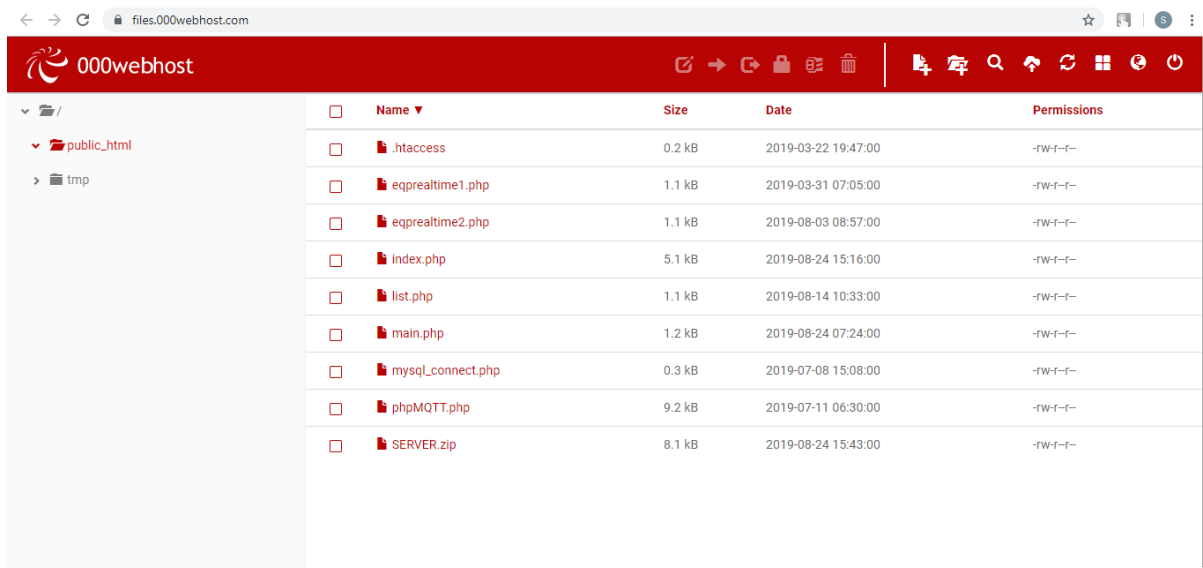 files.000webhost.com
S
000webhost
/
public_html
tmp
Name ▼ Size Date Permissions
.htaccess 0.2 kB 2019-03-22 19:47:00 -rw-r--r--
eqprealtime1.php 1.1 kB 2019-03-31 07:05:00 -rw-r--r--
eqprealtime2.php 1.1 kB 2019-08-03 08:57:00 -rw-r--r--
index.php 5.1 kB 2019-08-24 15:16:00 -rw-r--r--
list.php 1.1 kB 2019-08-14 10:33:00 -rw-r--r--
main.php 1.2 kB 2019-08-24 07:24:00 -rw-r--r--
mysql_connect.php 0.3 kB 2019-07-08 15:08:00 -rw-r--r--
phpMQTT.php 9.2 kB 2019-07-11 06:30:00 -rw-r--r--
SERVER.zip 8.1 kB 2019-08-24 15:43:00 -rw-r--r--